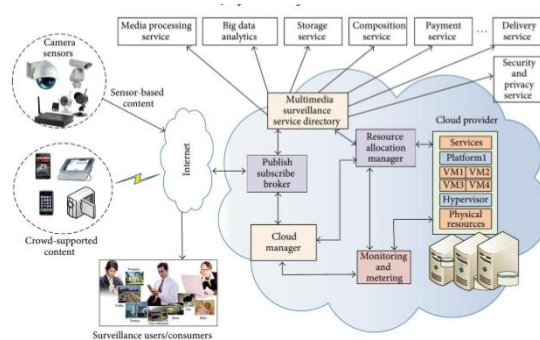 Camera
sensors
Media processing
service
Big data
analytics
Storage
service
Composition
service
Payment
service
...
Delivery
service
Security and
privacy service
Sensor-based
content
Multimedia
surveillance
service directory
Cloud provider
Internet
Publish
subscribe
broker
Resource
allocation
manager
Services
Platform1
VM1 VM2
VM3 VM4
Hypervisor
Physical
resources
Crowd-supported
content
Cloud
manager
Monitoring
and
metering
Surveillance users/consumers